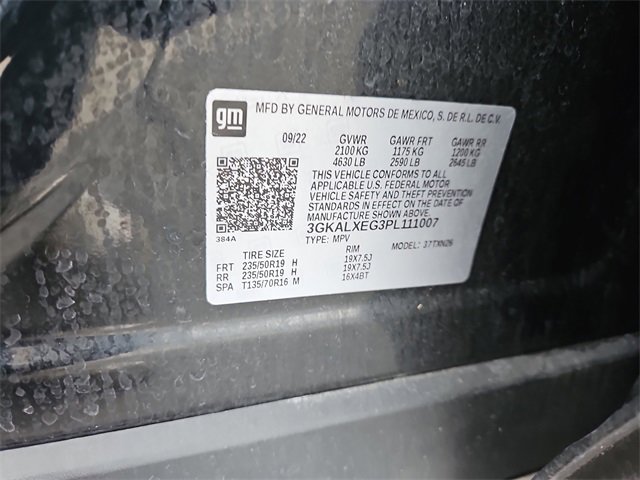 gm
MFD BY GENERAL MOTORS DE MEXICO, S. DE R.L. DE C.V.
09/22 GVWR GAWR FRT GAWR RR
2100 KG 1175 KG 1200 KG
4630 LB 2590 LB 2645 LB
THIS VEHICLE CONFORMS TO ALL
APPLICABLE U.S. FEDERAL MOTOR
VEHICLE SAFETY AND THEFT PREVENTION
STANDARDS IN EFFECT ON THE DATE OF
MANUFACTURE SHOWN ABOVE.
3GKALXEG3PL111007
384A
TYPE: MPV MODEL: 37TXN26
TIRE SIZE RIM
FRT 235/50R19 H 19X7.5J
RR 235/50R19 H 19X7.5J
SPA T135/70R16 M 16X4BT